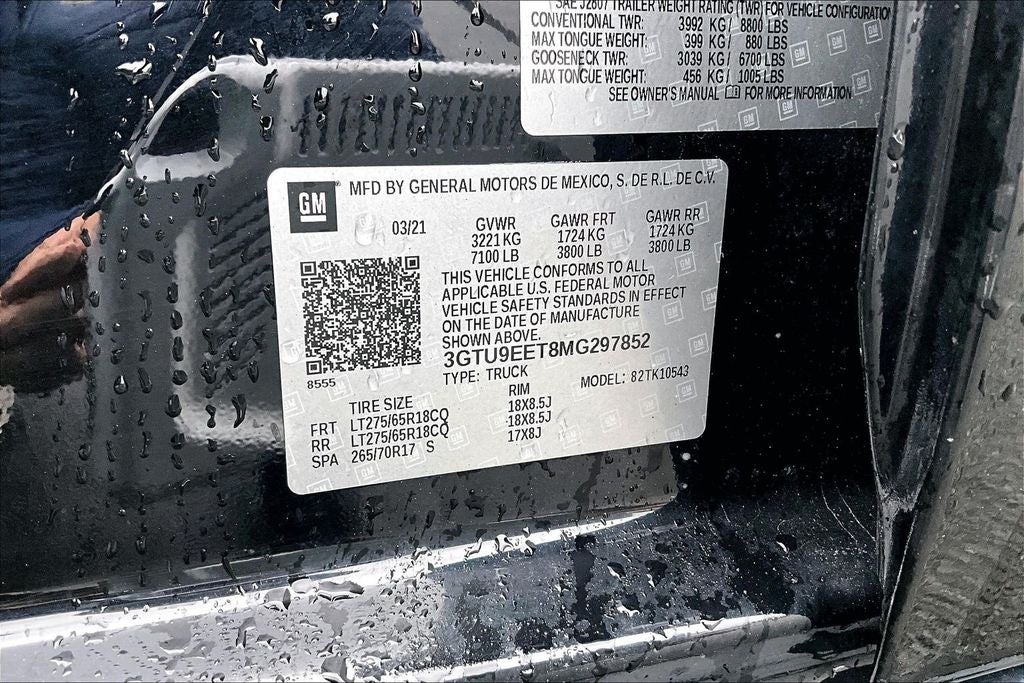 SAE J2807 TRAILER WEIGHT RATING (TWR) FOR VEHICLE CONFIGURATION
CONVENTIONAL TWR: 3992 KG / 8800 LBS
MAX TONGUE WEIGHT: 399 KG / 880 LBS
GOOSENECK TWR: 3039 KG / 6700 LBS
MAX TONGUE WEIGHT: 456 KG / 1005 LBS
SEE OWNER'S MANUAL FOR MORE INFORMATION
GM
MFD BY GENERAL MOTORS DE MEXICO, S. DE R.L. DE C.V.
03/21 GVWR GAWR FRT GAWR RR
3221 KG 1724 KG 1724 KG
7100 LB 3800 LB 3800 LB
THIS VEHICLE CONFORMS TO ALL
APPLICABLE U.S. FEDERAL MOTOR
VEHICLE SAFETY STANDARDS IN EFFECT
ON THE DATE OF MANUFACTURE
SHOWN ABOVE.
3GTU9EET8MG297852
8555 TYPE: TRUCK MODEL: 82TK10543
TIRE SIZE RIM
FRT LT275/65R18CQ 18X8.5J
RR LT275/65R18CQ 18X8.5J
SPA 265/70R17 S 17X8J